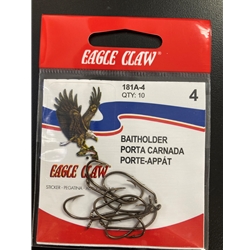 EAGLE CLAW
181A-4
QTY: 10
4
BAITHOLDER
PORTA CARNADA
PORTE-APPÂT
EAGLE CLAW